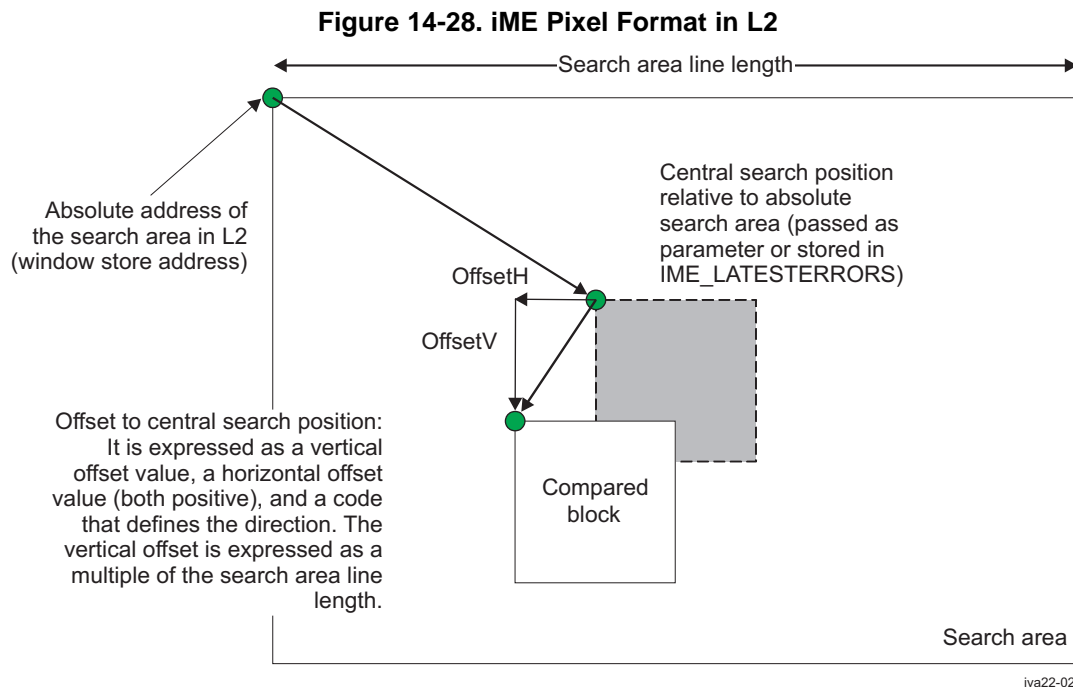 Figure 14-28. iME Pixel Format in L2
Search area line length
Central search position
relative to absolute
search area (passed as
parameter or stored in
IME_LATESTERRORS)
Absolute address of
the search area in L2
(window store address)
OffsetH
OffsetV
Offset to central search position:
It is expressed as a vertical
offset value, a horizontal offset
value (both positive), and a code
that defines the direction. The
vertical offset is expressed as a
multiple of the search area line
length.
Compared
block
Search area